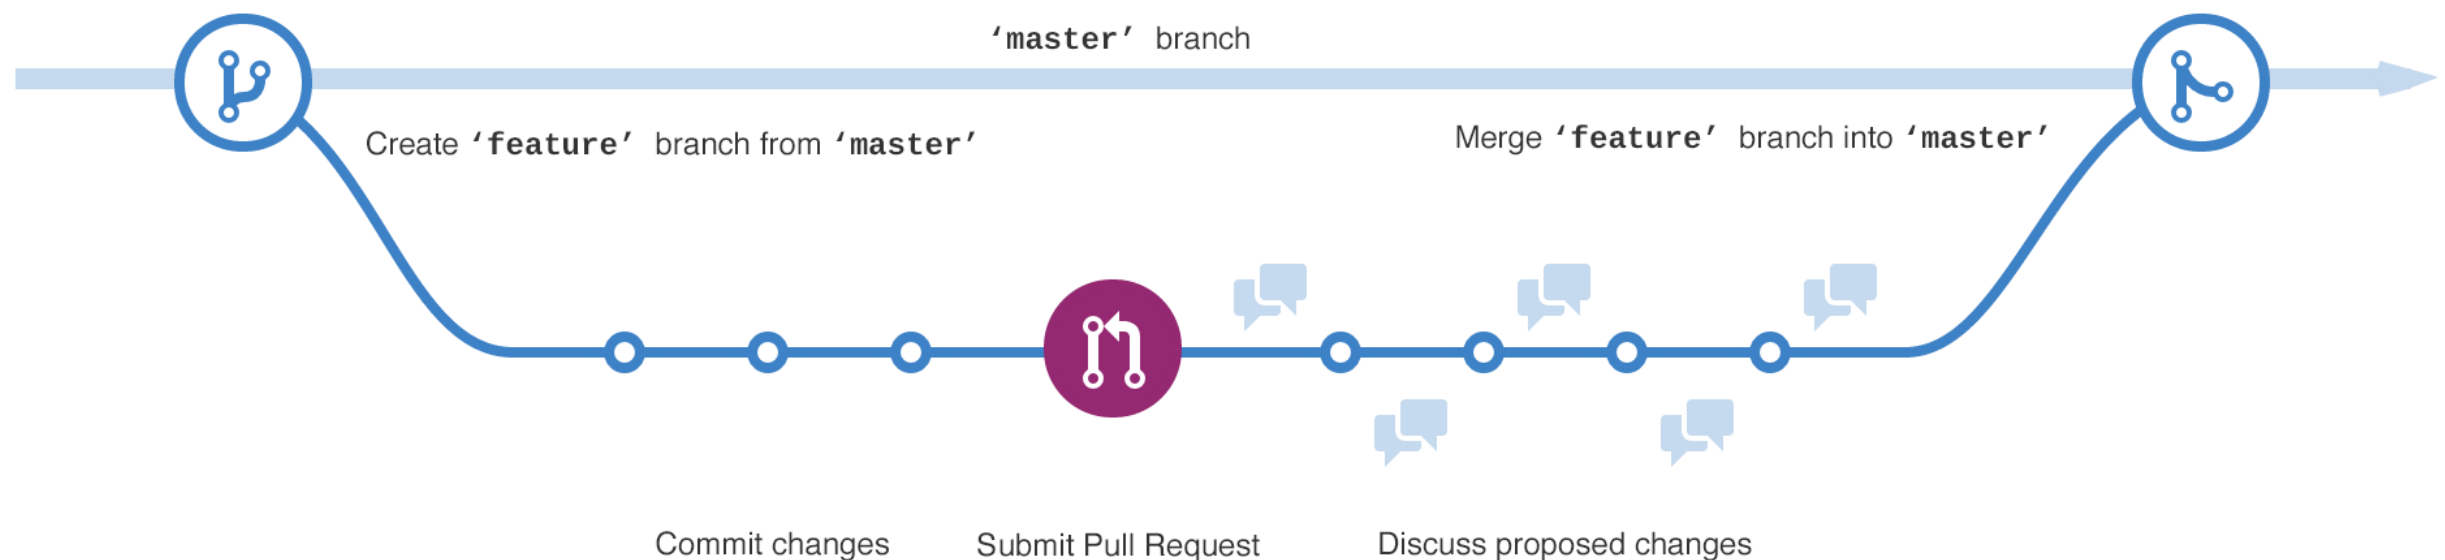 ‘master’ branch
Create ‘feature’ branch from ‘master’
Merge ‘feature’ branch into ‘master’
Commit changes
Submit Pull Request
Discuss proposed changes